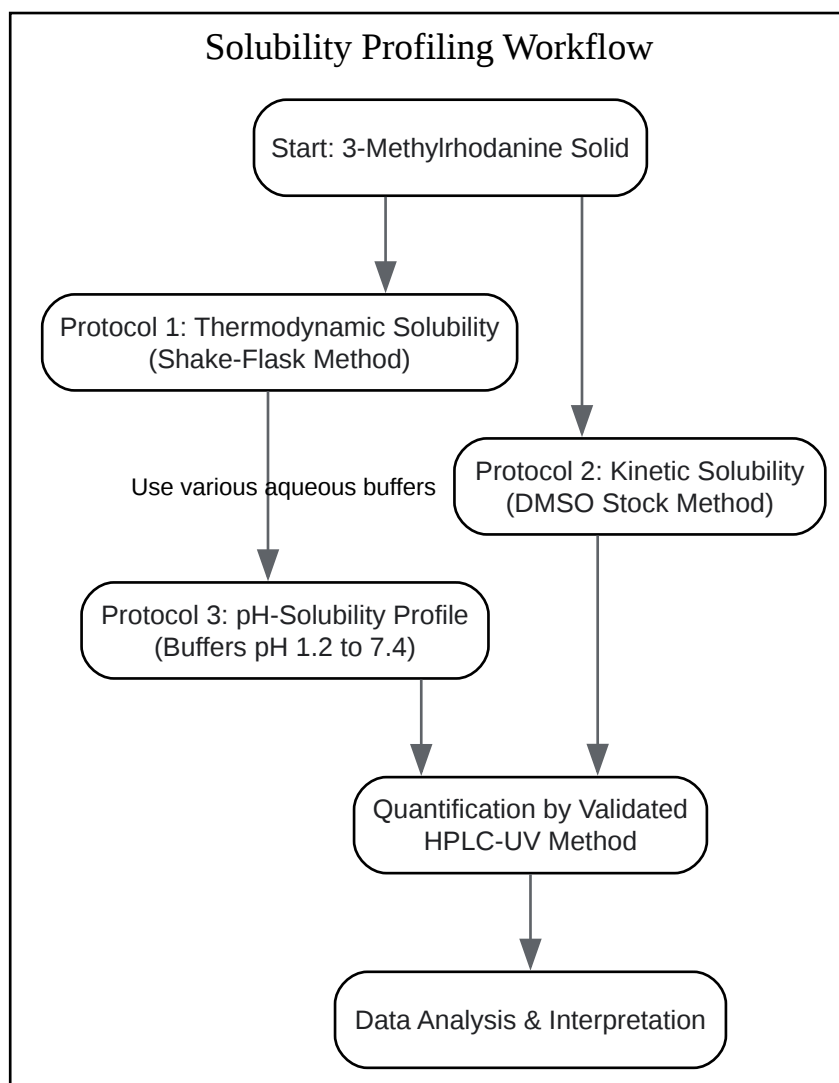 Solubility Profiling Workflow
Start: 3-Methylrhodanine Solid
Protocol 1: Thermodynamic Solubility
(Shake-Flask Method)
Use various aqueous buffers
Protocol 2: Kinetic Solubility
(DMSO Stock Method)
Protocol 3: pH-Solubility Profile
(Buffers pH 1.2 to 7.4)
Quantification by Validated
HPLC-UV Method
Data Analysis & Interpretation